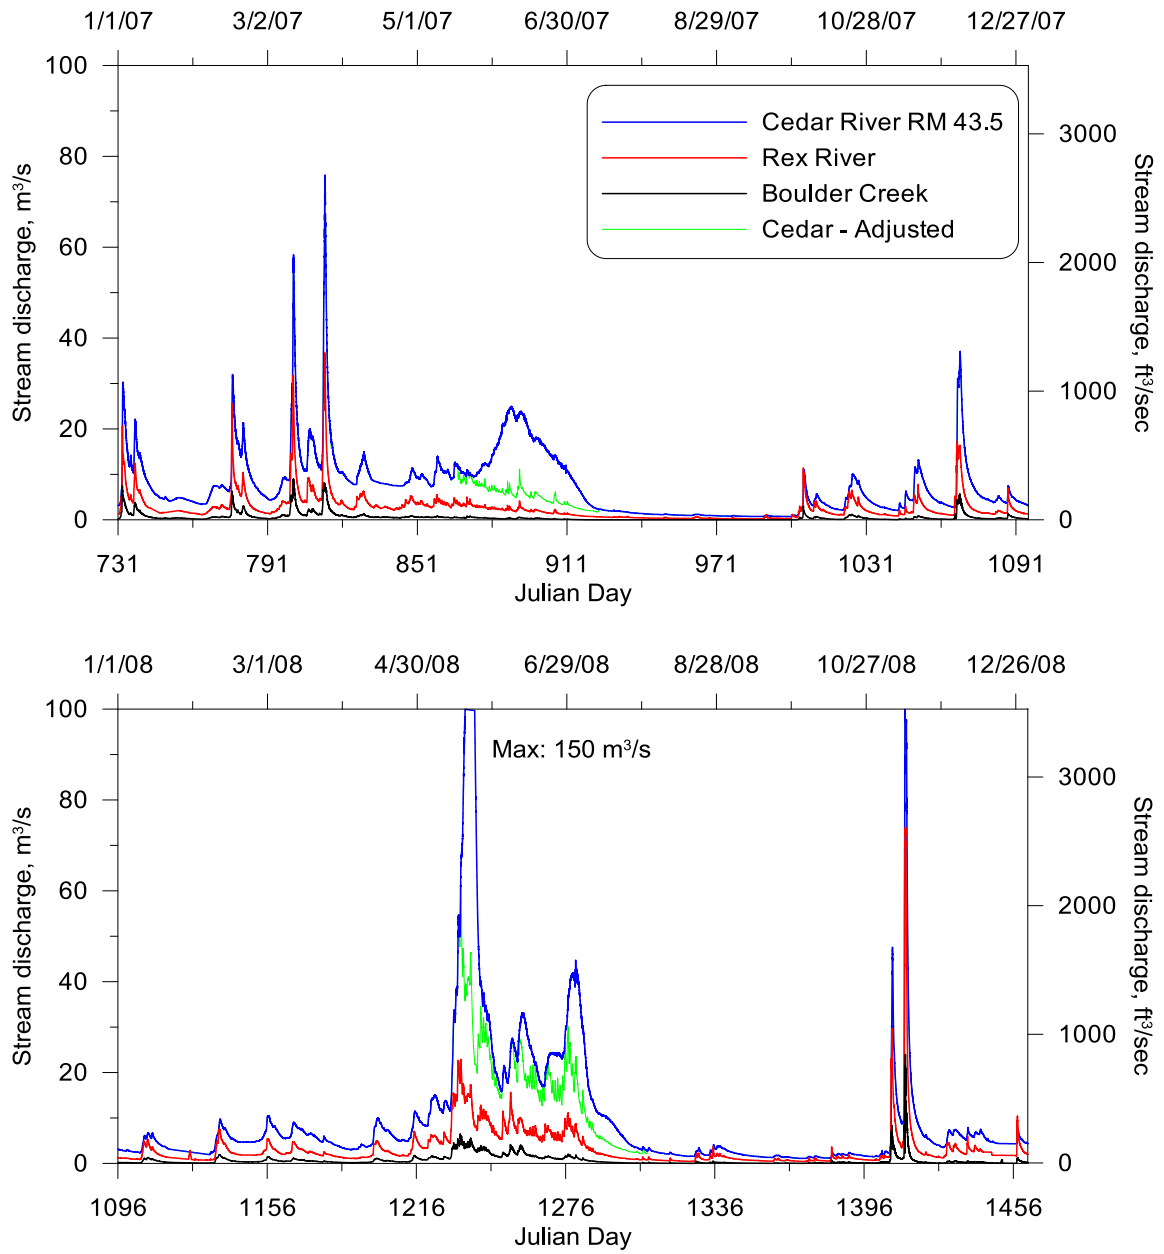 1/1/07 3/2/07 5/1/07 6/30/07 8/29/07 10/28/07 12/27/07
100
80
60
40
20
0
Stream discharge, m³/s
Cedar River RM 43.5
Rex River
Boulder Creek
Cedar - Adjusted
3000
2000
1000
0
Stream discharge, ft³/sec
731 791 851 911 971 1031 1091
Julian Day
1/1/08 3/1/08 4/30/08 6/29/08 8/28/08 10/27/08 12/26/08
100
80
60
40
20
0
Stream discharge, m³/s
Max: 150 m³/s
3000
2000
1000
0
Stream discharge, ft³/sec
1096 1156 1216 1276 1336 1396 1456
Julian Day